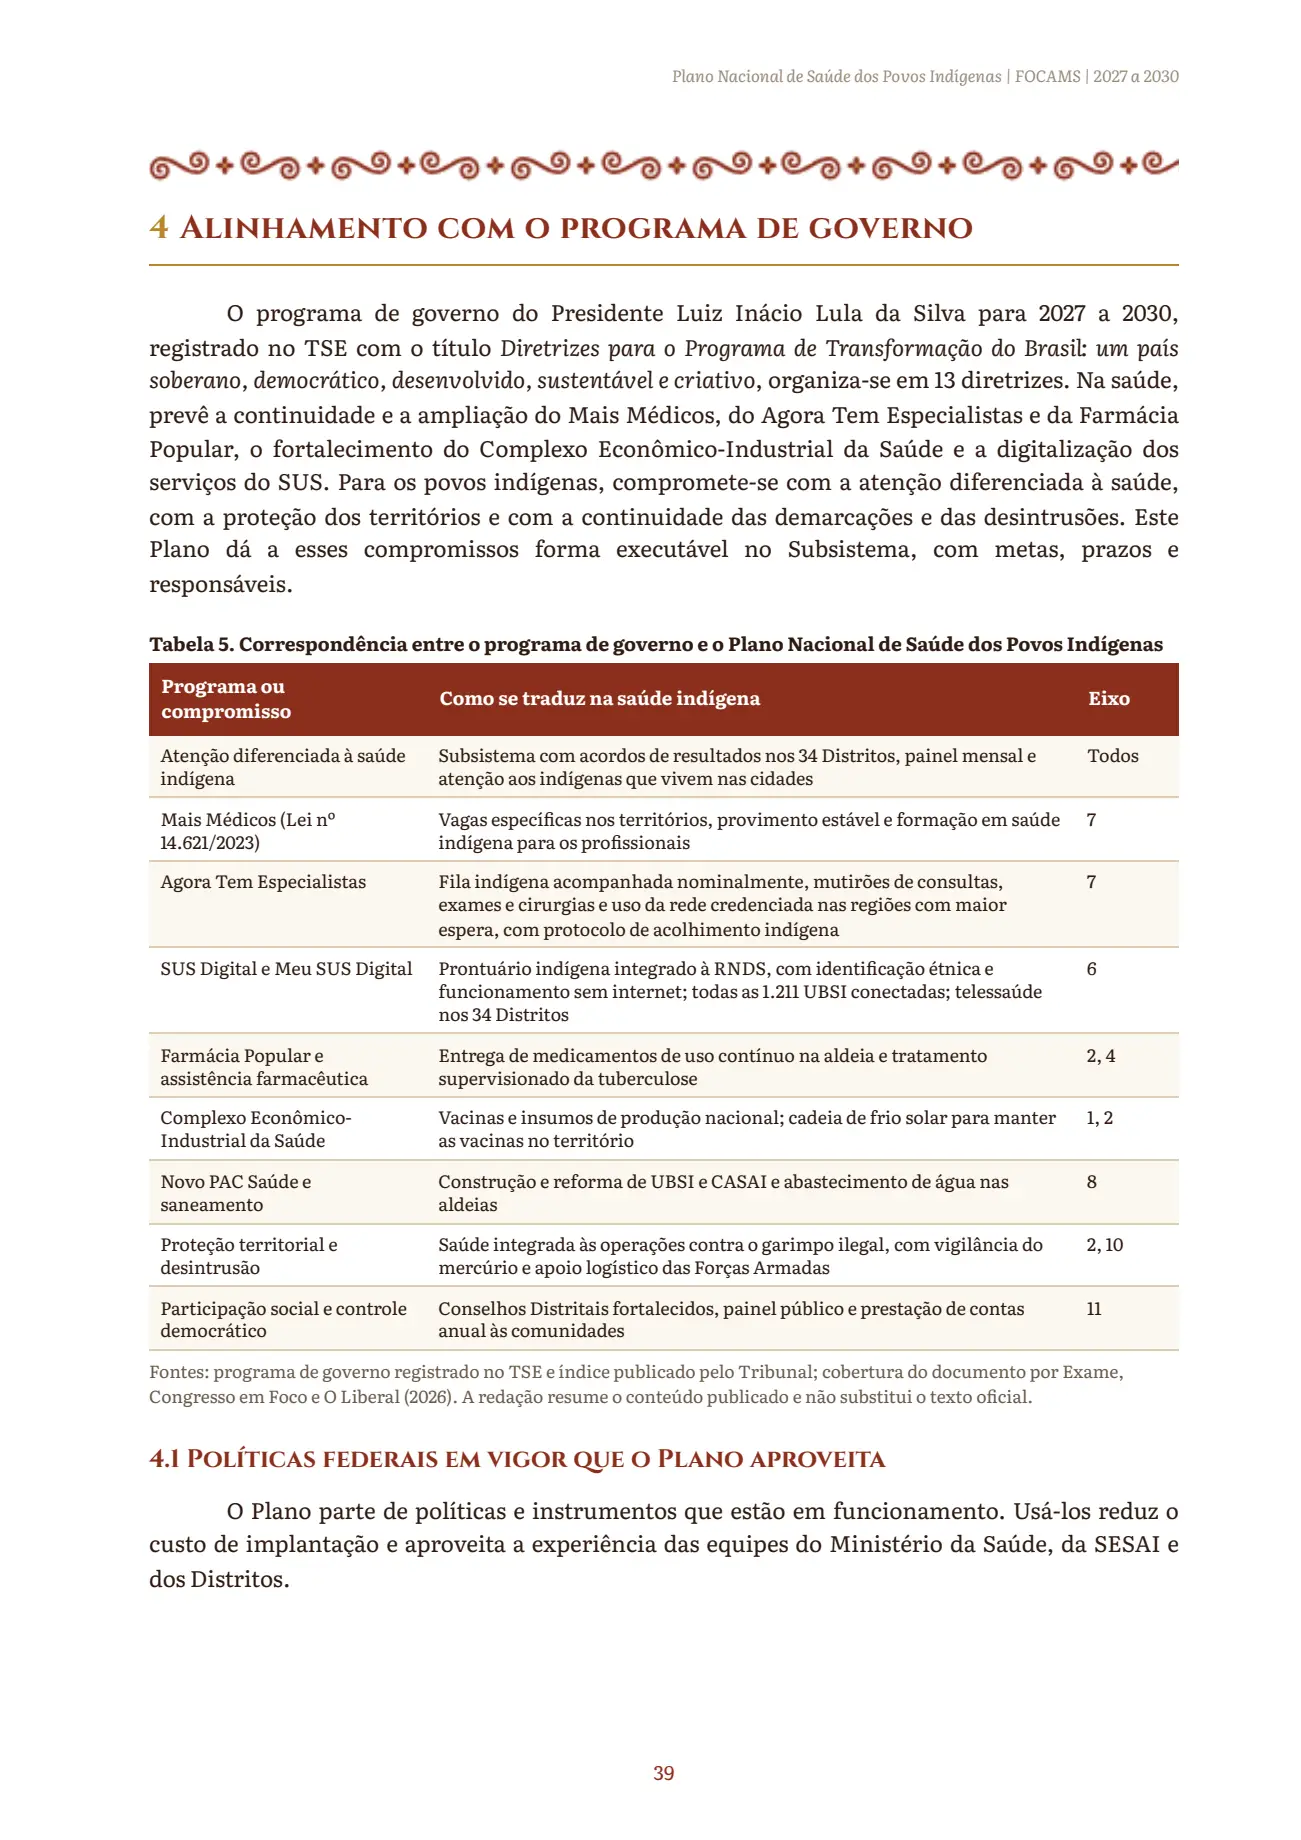 Plano Nacional de Saúde dos Povos Indígenas | FOCAMS | 2027 a 2030
4 Alinhamento com o programa de governo
O programa de governo do Presidente Luiz Inácio Lula da Silva para 2027 a 2030,
registrado no TSE com o título Diretrizes para o Programa de Transformação do Brasil: um país
soberano, democrático, desenvolvido, sustentável e criativo, organiza-se em 13 diretrizes. Na saúde,
prevê a continuidade e a ampliação do Mais Médicos, do Agora Tem Especialistas e da Farmácia
Popular, o fortalecimento do Complexo Econômico-Industrial da Saúde e a digitalização dos
serviços do SUS. Para os povos indígenas, compromete-se com a atenção diferenciada à saúde,
com a proteção dos territórios e com a continuidade das demarcações e das desintrusões. Este
Plano dá a esses compromissos forma executável no Subsistema, com metas, prazos e
responsáveis.
Tabela 5. Correspondência entre o programa de governo e o Plano Nacional de Saúde dos Povos Indígenas
Programa ou
compromisso
Como se traduz na saúde indígena
Eixo
Atenção diferenciada à saúde
indígena
Subsistema com acordos de resultados nos 34 Distritos, painel mensal e
atenção aos indígenas que vivem nas cidades
Todos
Mais Médicos (Lei nº
14.621/2023)
Vagas específicas nos territórios, provimento estável e formação em saúde
indígena para os profissionais
7
Agora Tem Especialistas
Fila indígena acompanhada nominalmente, mutirões de consultas,
exames e cirurgias e uso da rede credenciada nas regiões com maior
espera, com protocolo de acolhimento indígena
7
SUS Digital e Meu SUS Digital
Prontuário indígena integrado à RNDS, com identificação étnica e
funcionamento sem internet; todas as 1.211 UBSI conectadas; telessaúde
nos 34 Distritos
6
Farmácia Popular e
assistência farmacêutica
Entrega de medicamentos de uso contínuo na aldeia e tratamento
supervisionado da tuberculose
2, 4
Complexo Econômico-
Industrial da Saúde
Vacinas e insumos de produção nacional; cadeia de frio solar para manter
as vacinas no território
1, 2
Novo PAC Saúde e
saneamento
Construção e reforma de UBSI e CASAI e abastecimento de água nas
aldeias
8
Proteção territorial e
desintrusão
Saúde integrada às operações contra o garimpo ilegal, com vigilância do
mercúrio e apoio logístico das Forças Armadas
2, 10
Participação social e controle
democrático
Conselhos Distritais fortalecidos, painel público e prestação de contas
anual às comunidades
11
Fontes: programa de governo registrado no TSE e índice publicado pelo Tribunal; cobertura do documento por Exame,
Congresso em Foco e O Liberal (2026). A redação resume o conteúdo publicado e não substitui o texto oficial.
4.1 Políticas federais em vigor que o Plano aproveita
O Plano parte de políticas e instrumentos que estão em funcionamento. Usá-los reduz o
custo de implantação e aproveita a experiência das equipes do Ministério da Saúde, da SESAI e
dos Distritos.
39